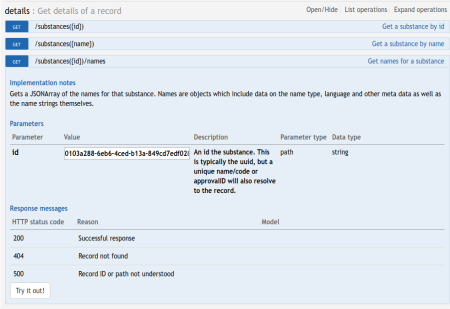 details : Get details of a record
Open/Hide List operations Expand operations
GET /substances({id}) Get a substance by id
GET /substances({name}) Get a substance by name
GET /substances({id})/names Get names for a substance
Implementation notes
Gets a JSONArray of the names for that substance. Names are objects which include data on the name type, language and other meta data as well as
the name strings themselves.
Parameters
Parameter Value Description Parameter type Data type
id 0103a288-6eb6-4ced-b13a-849cd7edf028 An id the substance. This path string
is typically the uuid, but a
unique name/code or
approvalID will also resolve
to the record.
Response messages
HTTP status code Reason Model
200 Successful response
404 Record not found
500 Record ID or path not understood
Try it out!